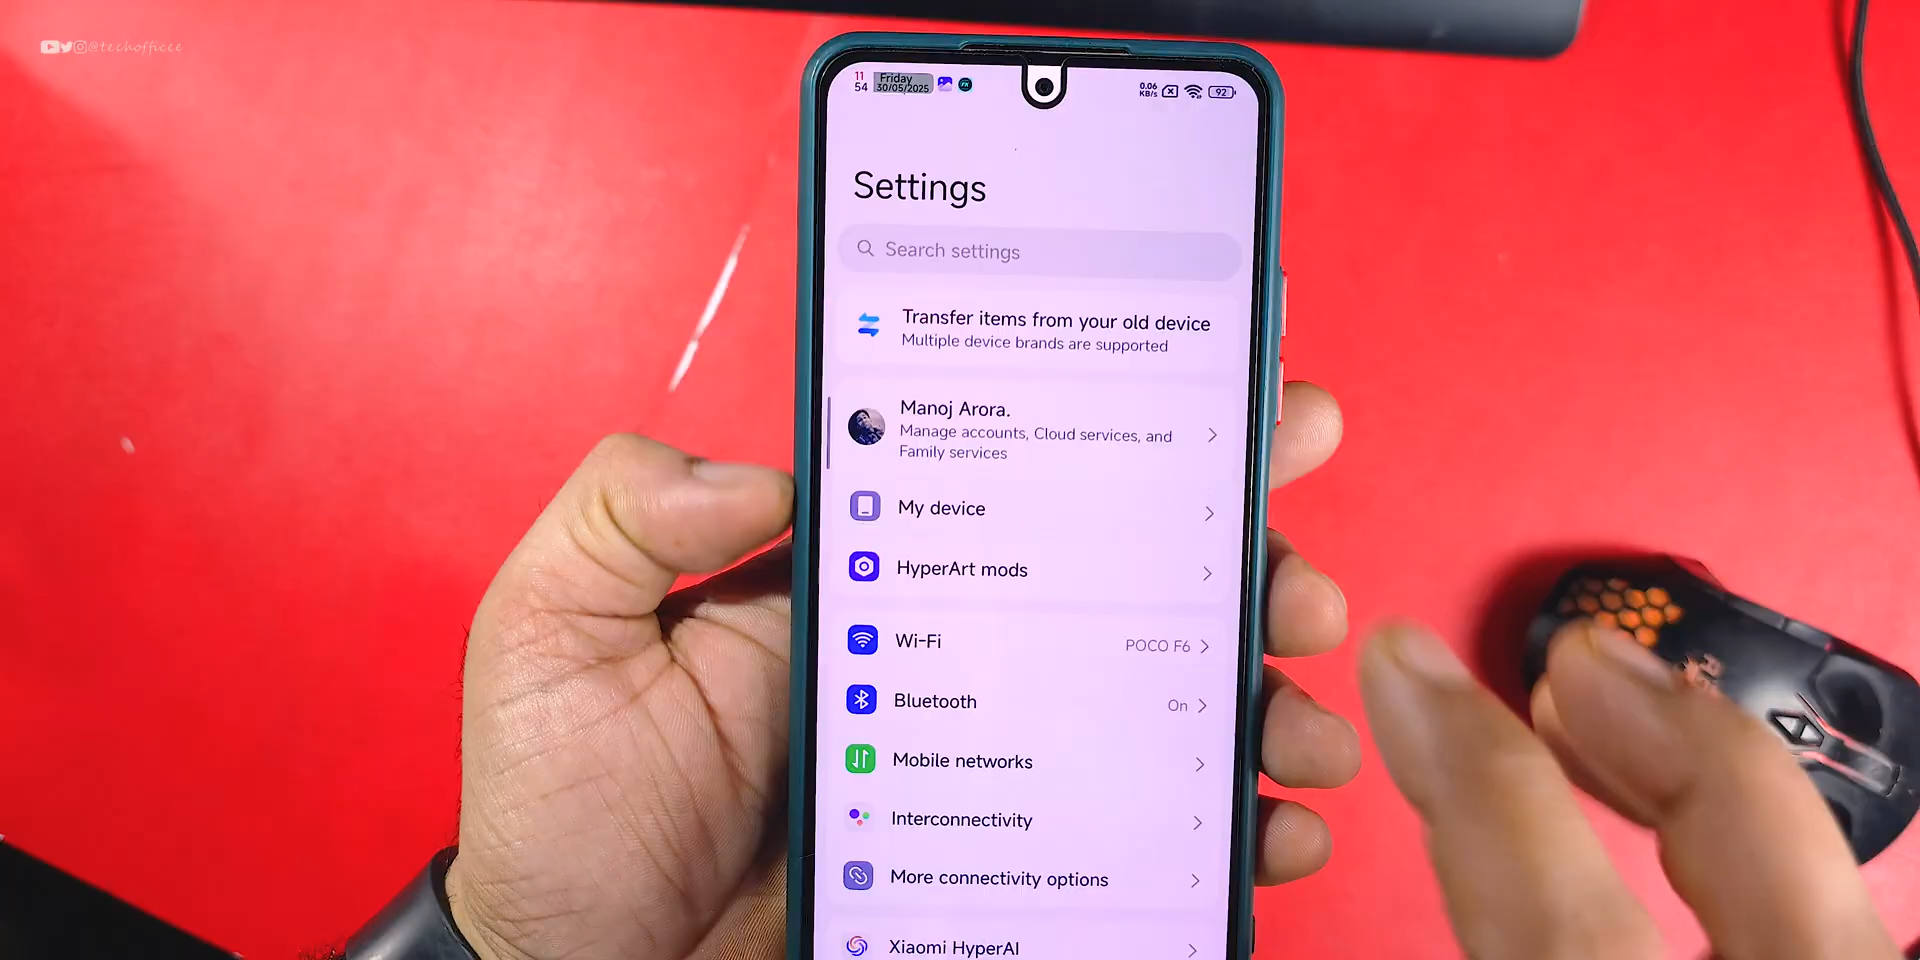 @techofficce
11
54
Friday
30/05/2025
0.06
KB/s
92
Settings
Search settings
Transfer items from your old device
Multiple device brands are supported
Manoj Arora.
Manage accounts, Cloud services, and
Family services
My device
HyperArt mods
Wi-Fi
POCO F6
Bluetooth
On
Mobile networks
Interconnectivity
More connectivity options
Xiaomi HyperAI